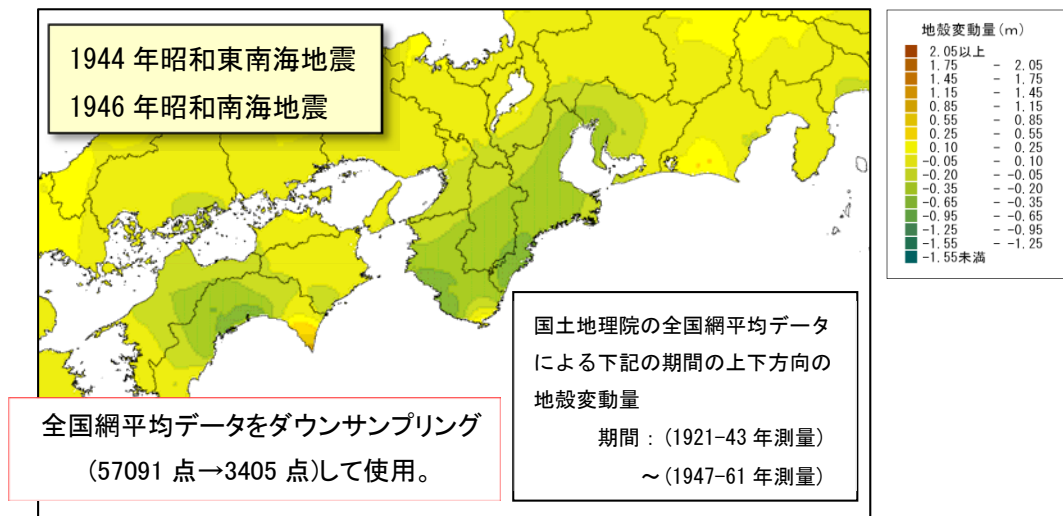 1944 年昭和東南海地震
1946 年昭和南海地震
地殻変動量(m)
2.05以上
1.75 - 2.05
1.45 - 1.75
1.15 - 1.45
0.85 - 1.15
0.55 - 0.85
0.25 - 0.55
0.10 - 0.25
-0.05 - 0.10
-0.20 - -0.05
-0.35 - -0.20
-0.65 - -0.35
-0.95 - -0.65
-1.25 - -0.95
-1.55 - -1.25
-1.55未満
国土地理院の全国網平均データ
による下記の期間の上下方向の
地殻変動量
期間：(1921-43 年測量)
～(1947-61 年測量)
全国網平均データをダウンサンプリング
(57091 点→3405 点)して使用。